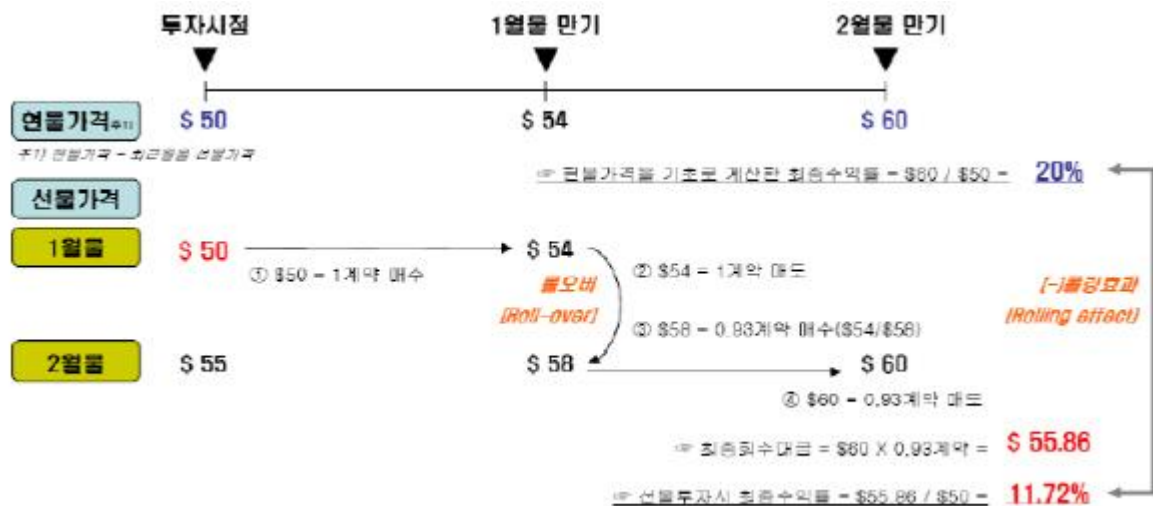 투자시점 1월물 만기 2월물 만기
현물가격주1) $ 50 $ 54 $ 60
주1) 현물가격 = 최근월물 선물가격
☞ 현물가격을 기초로 계산한 최종수익률 = $60 / $50 = 20%
선물가격
1월물 $ 50 $ 54
① $50 = 1계약 매수
② $54 = 1계약 매도
롤오버
(Roll-over)
[-]롤링효과
(Rolling effect)
③ $58 = 0.93계약 매수($54/$58)
2월물 $ 55 $ 58 $ 60
④ $60 = 0.93계약 매도
☞ 최종회수대금 = $60 X 0.93계약 = $ 55.86
☞ 선물투자시 최종수익률 = $55.86 / $50 = 11.72%